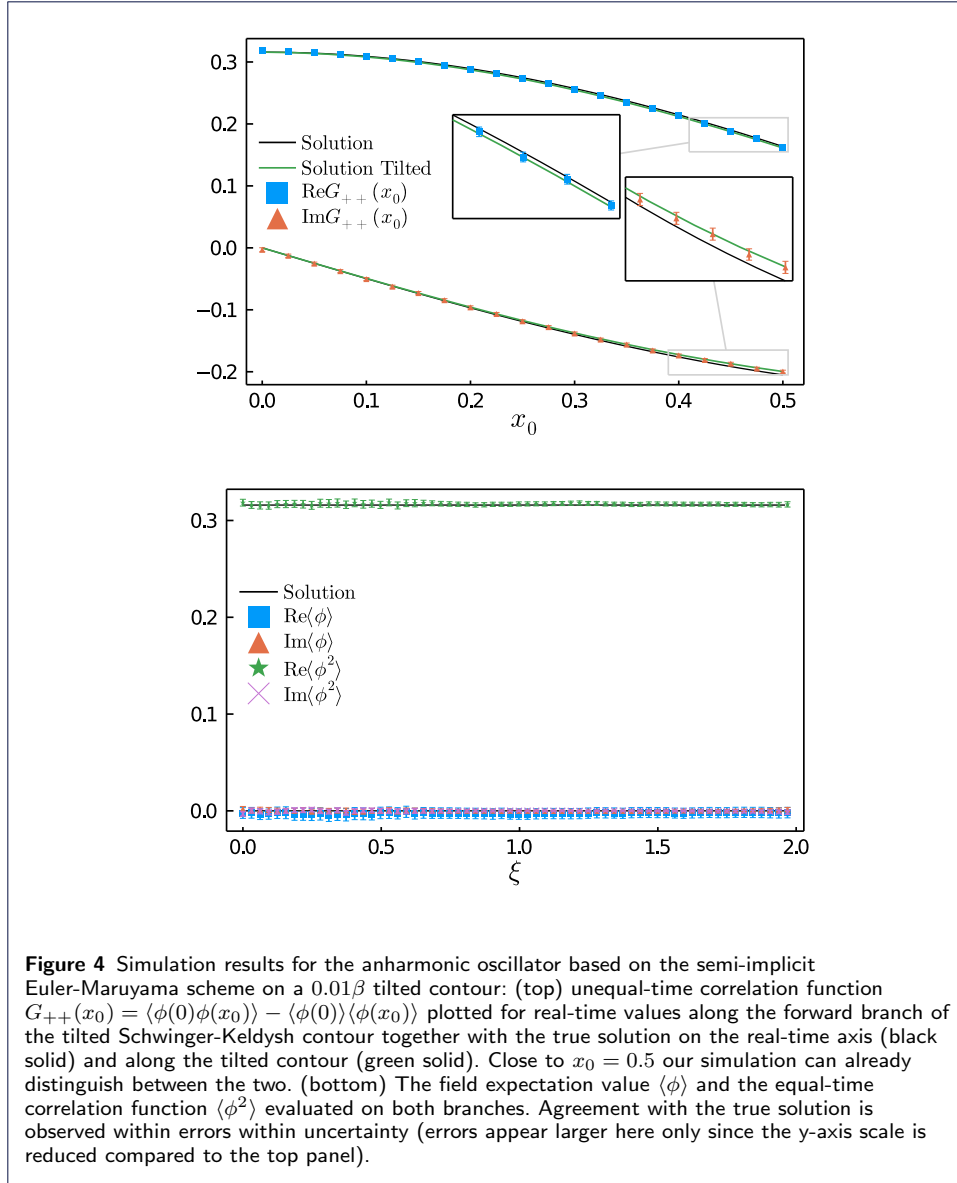 0.3
0.2
0.1
0.0
−0.1
−0.2
Solution
Solution Tilted
ReG₊₊(x₀)
ImG₊₊(x₀)
0.0 0.1 0.2 0.3 0.4 0.5
x₀
0.3
0.2
0.1
0.0
Solution
Re⟨ϕ⟩
Im⟨ϕ⟩
Re⟨ϕ²⟩
Im⟨ϕ²⟩
0.0 0.5 1.0 1.5 2.0
ξ
Figure 4 Simulation results for the anharmonic oscillator based on the semi-implicit
Euler-Maruyama scheme on a 0.01β tilted contour: (top) unequal-time correlation function
G₊₊(x₀) = ⟨ϕ(0)ϕ(x₀)⟩ − ⟨ϕ(0)⟩⟨ϕ(x₀)⟩ plotted for real-time values along the forward branch of
the tilted Schwinger-Keldysh contour together with the true solution on the real-time axis (black
solid) and along the tilted contour (green solid). Close to x₀ = 0.5 our simulation can already
distinguish between the two. (bottom) The field expectation value ⟨ϕ⟩ and the equal-time
correlation function ⟨ϕ²⟩ evaluated on both branches. Agreement with the true solution is
observed within errors within uncertainty (errors appear larger here only since the y-axis scale is
reduced compared to the top panel).